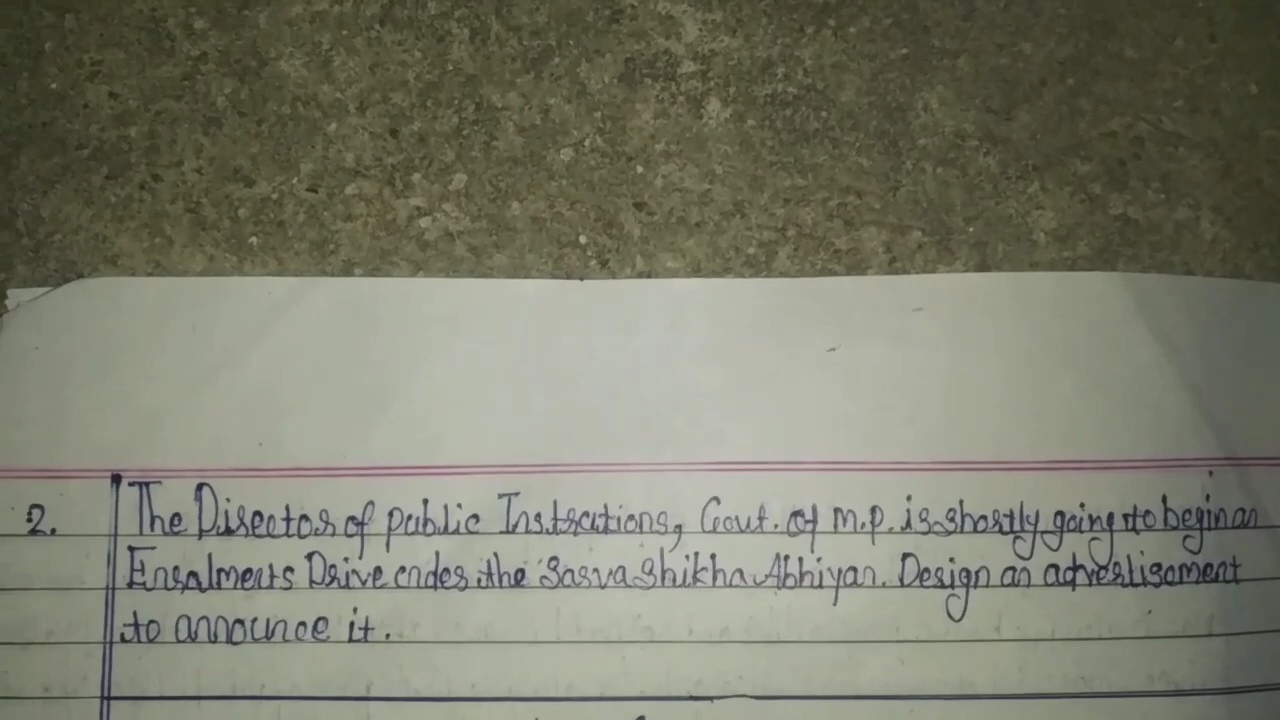 2. The Director of public Instructions, Govt. of M.P. is shortly going to begin an
Enrolments Drive under the Sarva Shikha Abhiyan. Design an advertisement
to announce it.